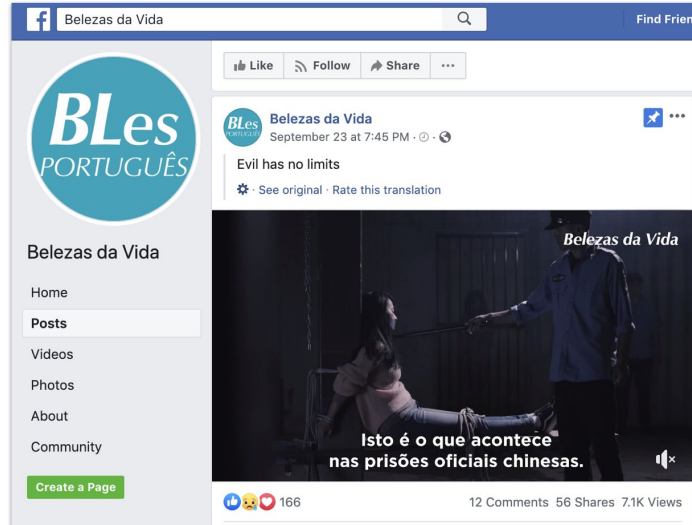 Belezas da Vida
Find Frien
BLes
PORTUGUÊS
Belezas da Vida
Home
Posts
Videos
Photos
About
Community
Create a Page
Like
Follow
Share
BLes
PORTUGUÊS
Belezas da Vida
September 23 at 7:45 PM
Evil has no limits
See original · Rate this translation
Belezas da Vida
Isto é o que acontece
nas prisões oficiais chinesas.
166
12 Comments 56 Shares 7.1K Views